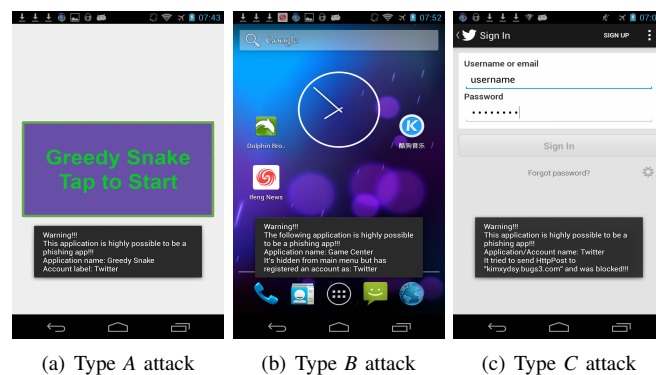 07:43
Greedy Snake
Tap to Start
Warning!!!
This application is highly possible to be a
phishing app!!!
Application name: Greedy Snake
Account label: Twitter
(a) Type A attack
07:52
Google
Dolphin Bro..
酷狗音乐
Ifeng News
Warning!!!
The following application is highly possible
to be a phishing app!!!
Application name: Game Center
It's hidden from main menu but has
registered an account as: Twitter
(b) Type B attack
Sign In
SIGN UP
Username or email
username
Password
Sign In
Forgot password?
Warning!!!
This application is highly possible to be a
phishing app!!!
Application/Account name: Twitter
It tried to send HttpPost to
"kimxydsy.bugs3.com" and was blocked!!!
(c) Type C attack